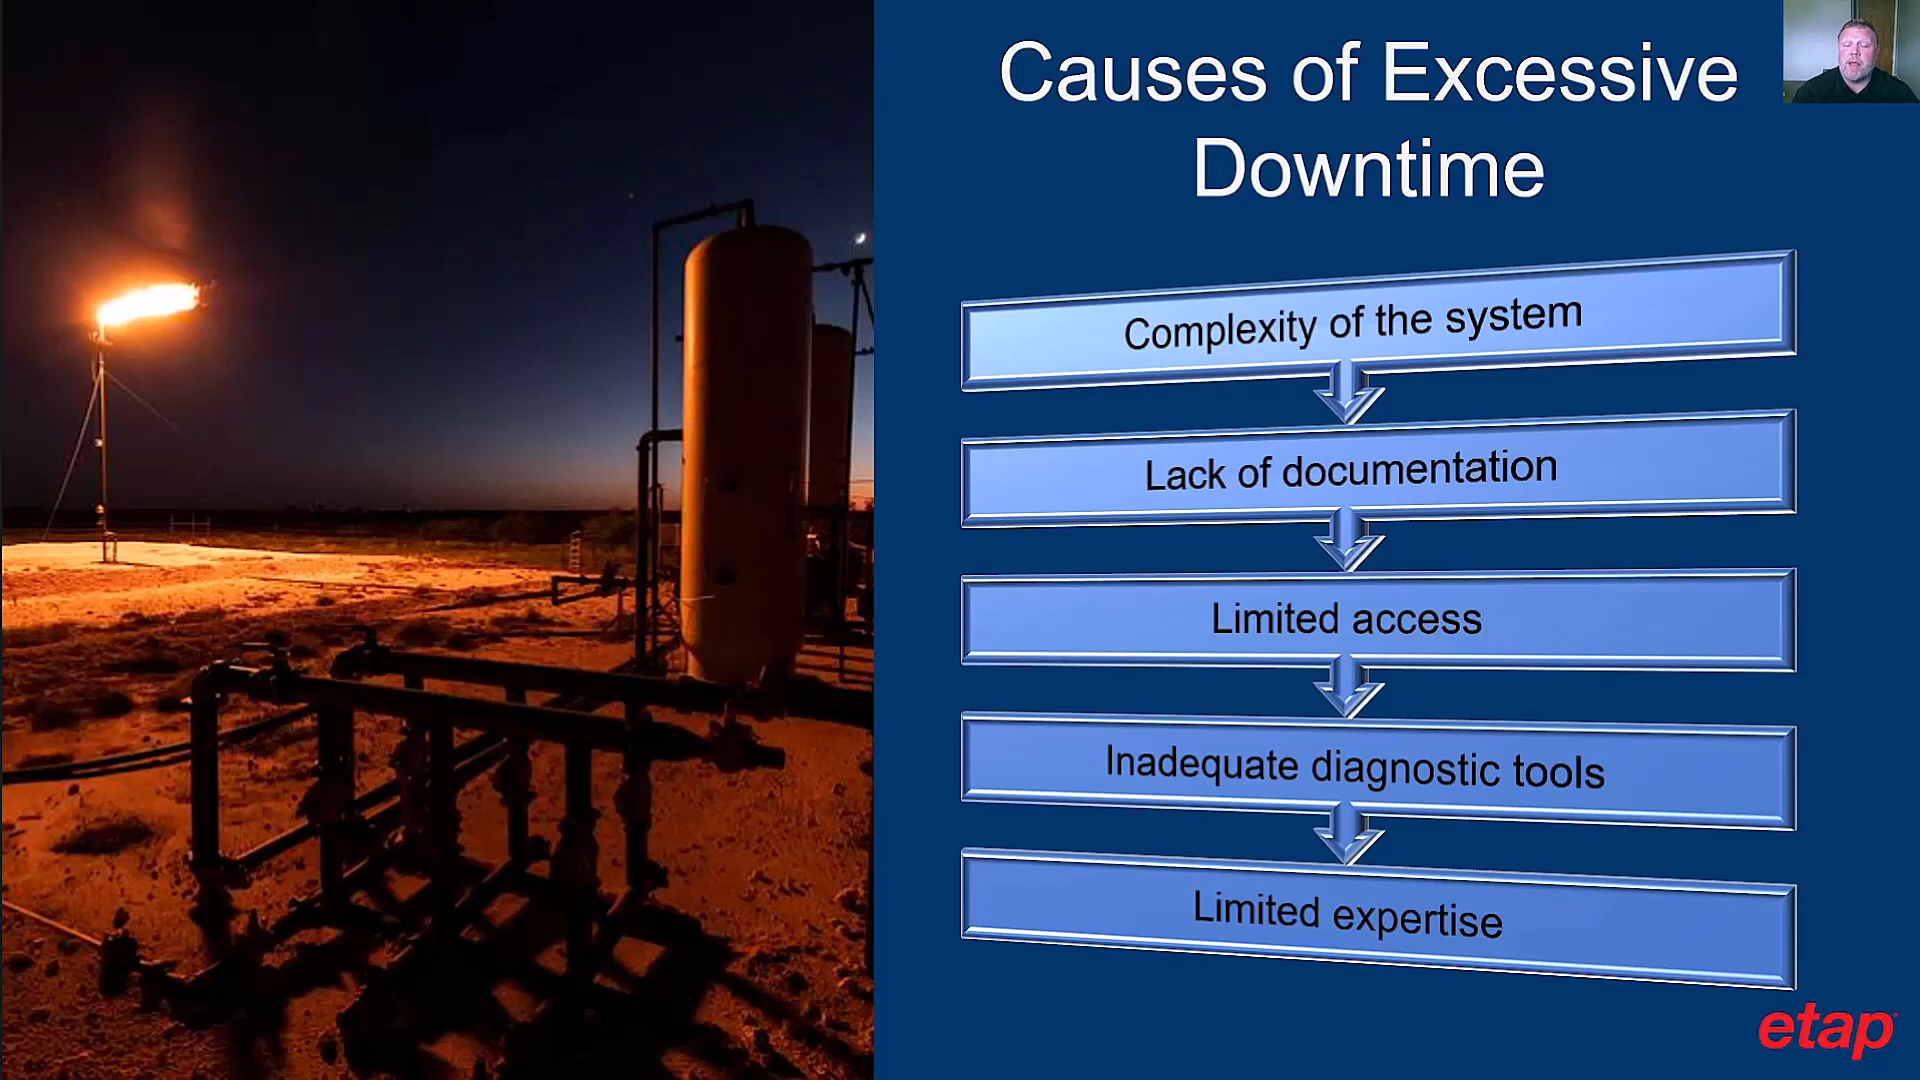 Causes of Excessive
Downtime
Complexity of the system
Lack of documentation
Limited access
Inadequate diagnostic tools
Limited expertise
etap